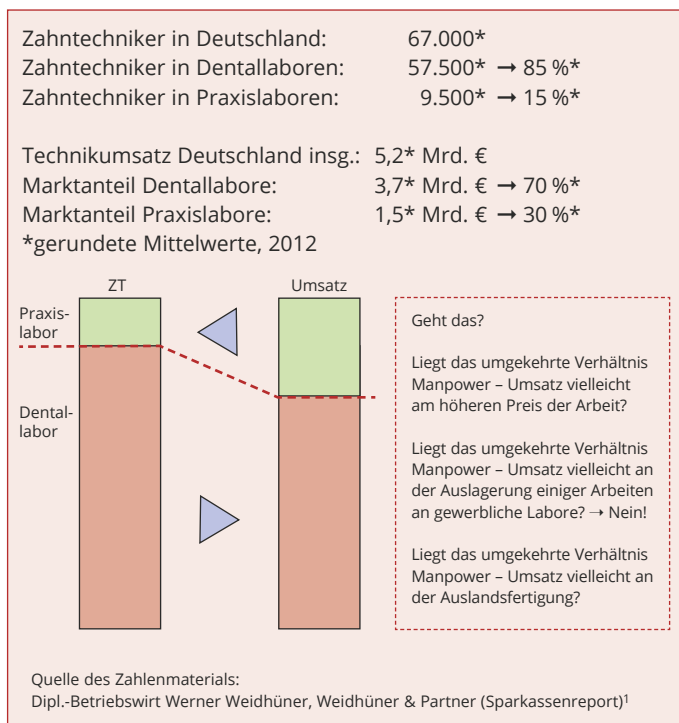 Zahntechniker in Deutschland: 67.000*
Zahntechniker in Dentallaboren: 57.500* ➞ 85 %*
Zahntechniker in Praxislaboren: 9.500* ➞ 15 %*
Technikumsatz Deutschland insg.: 5,2* Mrd. €
Marktanteil Dentallabore: 3,7* Mrd. € ➞ 70 %*
Marktanteil Praxislabore: 1,5* Mrd. € ➞ 30 %*
*gerundete Mittelwerte, 2012
ZT
Umsatz
Praxis-
labor
Dental-
labor
Geht das?
Liegt das umgekehrte Verhältnis
Manpower – Umsatz vielleicht
am höheren Preis der Arbeit?
Liegt das umgekehrte Verhältnis
Manpower – Umsatz vielleicht an
der Auslagerung einiger Arbeiten
an gewerbliche Labore? ➝ Nein!
Liegt das umgekehrte Verhältnis
Manpower – Umsatz vielleicht an
der Auslandsfertigung?
Quelle des Zahlenmaterials:
Dipl.-Betriebswirt Werner Weidhüner, Weidhüner & Partner (Sparkassenreport)¹